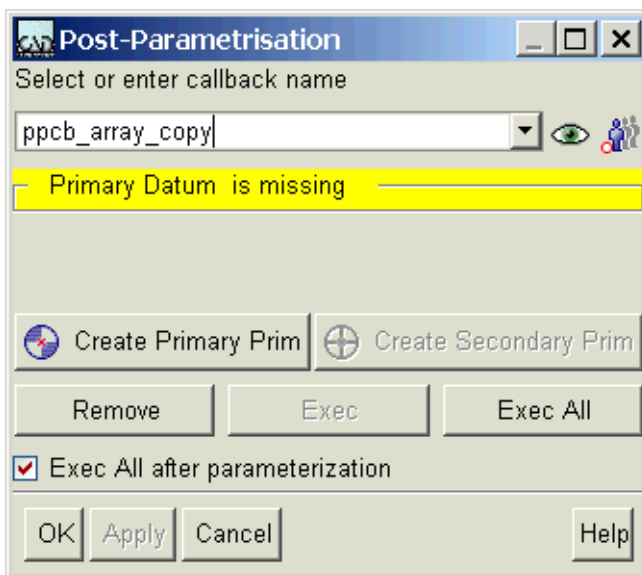 CAD Post-Parametrisation
Select or enter callback name
ppcb_array_copy
Primary Datum is missing
Create Primary Prim Create Secondary Prim
Remove Exec Exec All
Exec All after parameterization
OK Apply Cancel Help